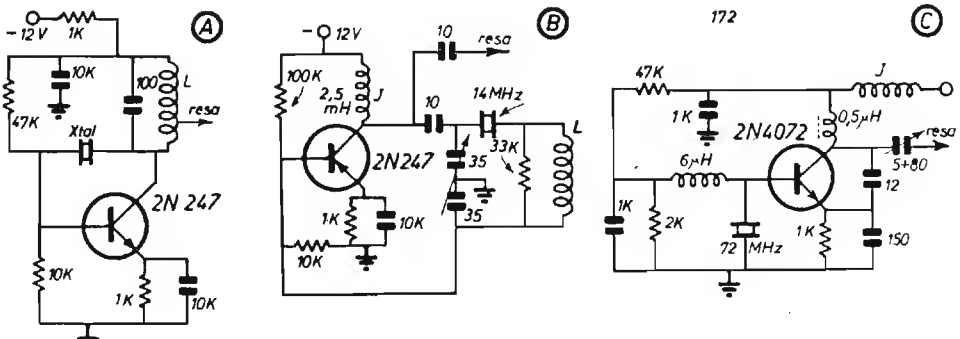 A
- 12V
1K
10K
100
L
resa
47K
Xtal
2N 247
10K
1K
10K
B
- 12V
10
resa
100K
2,5
mH
J
10
14MHz
L
2N247
35
33K
35
1K
10K
10K
172
C
47K
J
1K
0,5µH
2N4072
resa
5÷80
6µH
12
1K
2K
1K
150
72 MHz